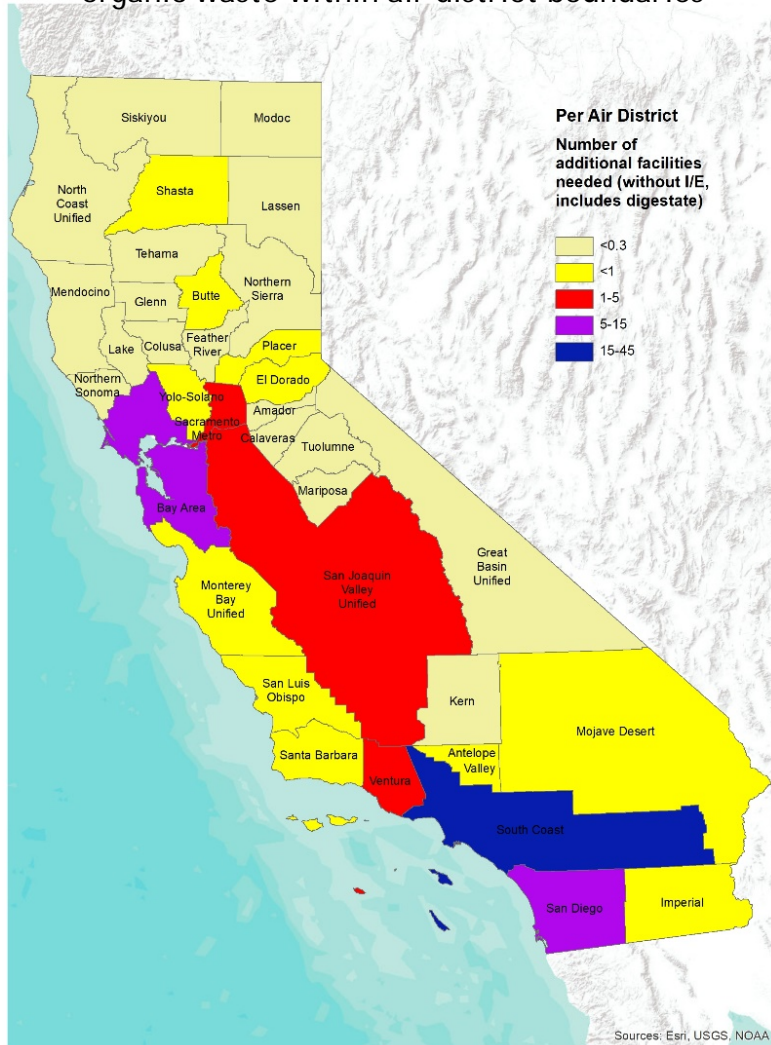 organic waste within air district boundaries
Per Air District
Number of
additional facilities
needed (without I/E,
includes digestate)
<0.3
<1
1-5
5-15
15-45
Siskiyou
Modoc
North
Coast
Unified
Shasta
Lassen
Tehama
Mendocino
Glenn
Butte
Northern
Sierra
Lake
Colusa
Feather
River
Placer
Northern
Sonoma
Yolo-Solano
El Dorado
Sacramento
Metro
Amador
Calaveras
Tuolumne
Mariposa
Bay Area
Great
Basin
Unified
San Joaquin
Valley
Unified
Monterey
Bay
Unified
San Luis
Obispo
Kern
Mojave Desert
Santa Barbara
Ventura
Antelope
Valley
South Coast
San Diego
Imperial
Sources: Esri, USGS, NOAA